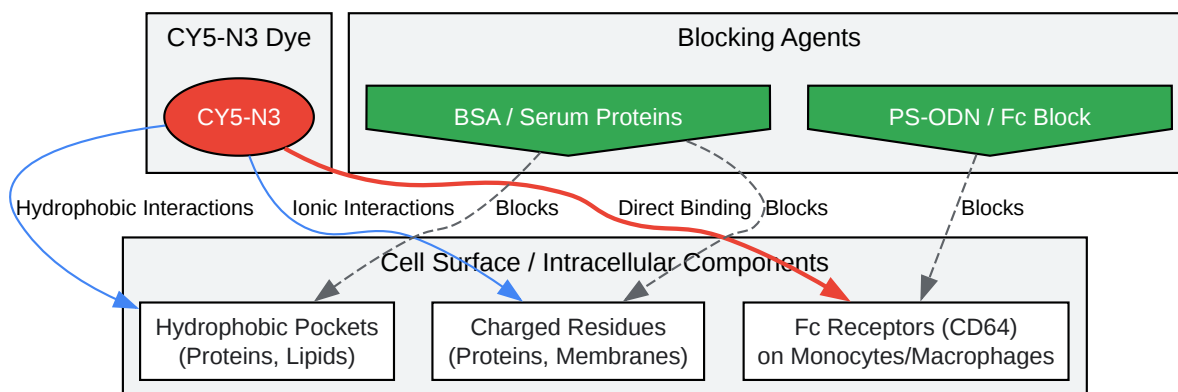 CY5-N3 Dye
Blocking Agents
CY5-N3
BSA / Serum Proteins
PS-ODN / Fc Block
Hydrophobic Interactions
Ionic Interactions
Blocks
Direct Binding
Blocks
Blocks
Cell Surface / Intracellular Components
Hydrophobic Pockets
(Proteins, Lipids)
Charged Residues
(Proteins, Membranes)
Fc Receptors (CD64)
on Monocytes/Macrophages